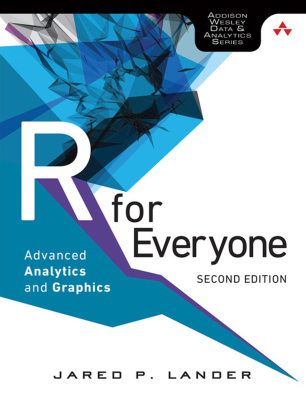 ADDISON
WESLEY
DATA &
ANALYTICS
SERIES
R for
Everyone
Advanced
Analytics
and Graphics
SECOND EDITION
JARED P. LANDER